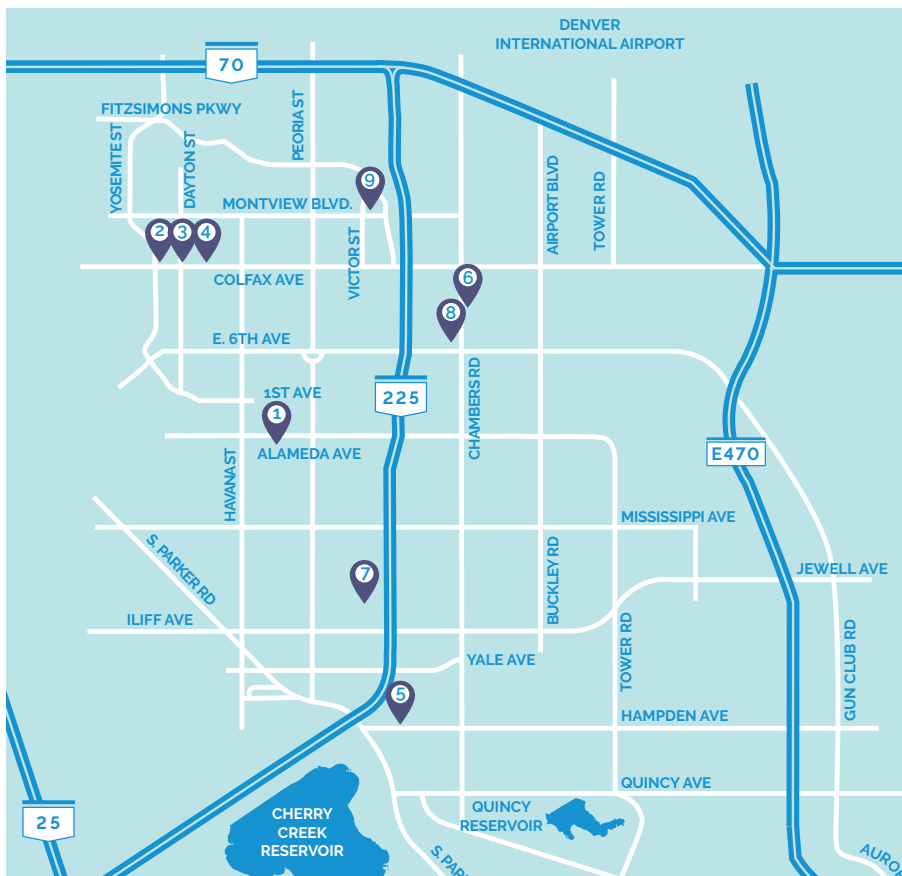 DENVER
INTERNATIONAL AIRPORT
70
FITZSIMONS PKWY
PEORIA ST
YOSEMITE ST
DAYTON ST
AIRPORT BLVD
TOWER RD
9
MONTVIEW BLVD.
2
3
4
VICTOR ST
COLFAX AVE
6
8
E. 6TH AVE
CHAMBERS RD
225
1ST AVE
1
ALAMEDA AVE
HAVANA ST
E470
MISSISSIPPI AVE
S. PARKER RD
BUCKLEY RD
7
JEWELL AVE
ILIFF AVE
TOWER RD
GUN CLUB RD
YALE AVE
5
HAMPDEN AVE
QUINCY AVE
25
CHERRY
CREEK
RESERVOIR
QUINCY
RESERVOIR